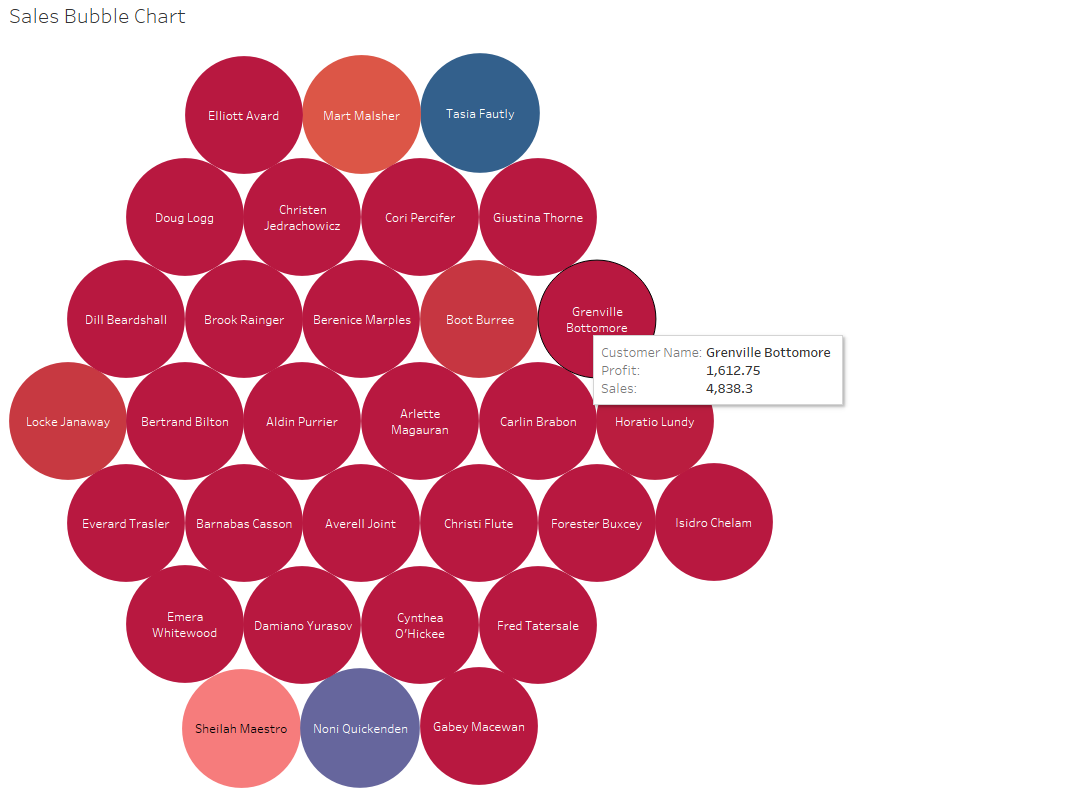 Sales Bubble Chart
Elliott Avard
Mart Malsher
Tasia Fautly
Doug Logg
Christen
Jedrachowicz
Cori Percifer
Giustina Thorne
Dill Beardshall
Brook Rainger
Berenice Marples
Boot Burree
Grenville
Bottomore
Customer Name: Grenville Bottomore
Profit: 1,612.75
Sales: 4,838.3
Locke Janaway
Bertrand Bilton
Aldin Purrier
Arlette
Magauran
Carlin Brabon
Horatio Lundy
Everard Trasler
Barnabas Casson
Averell Joint
Christi Flute
Forester Buxcey
Isidro Chelam
Emera
Whitewood
Damiano Yurasov
Cynthea
O'Hickee
Fred Tatersale
Sheilah Maestro
Noni Quickenden
Gabey Macewan